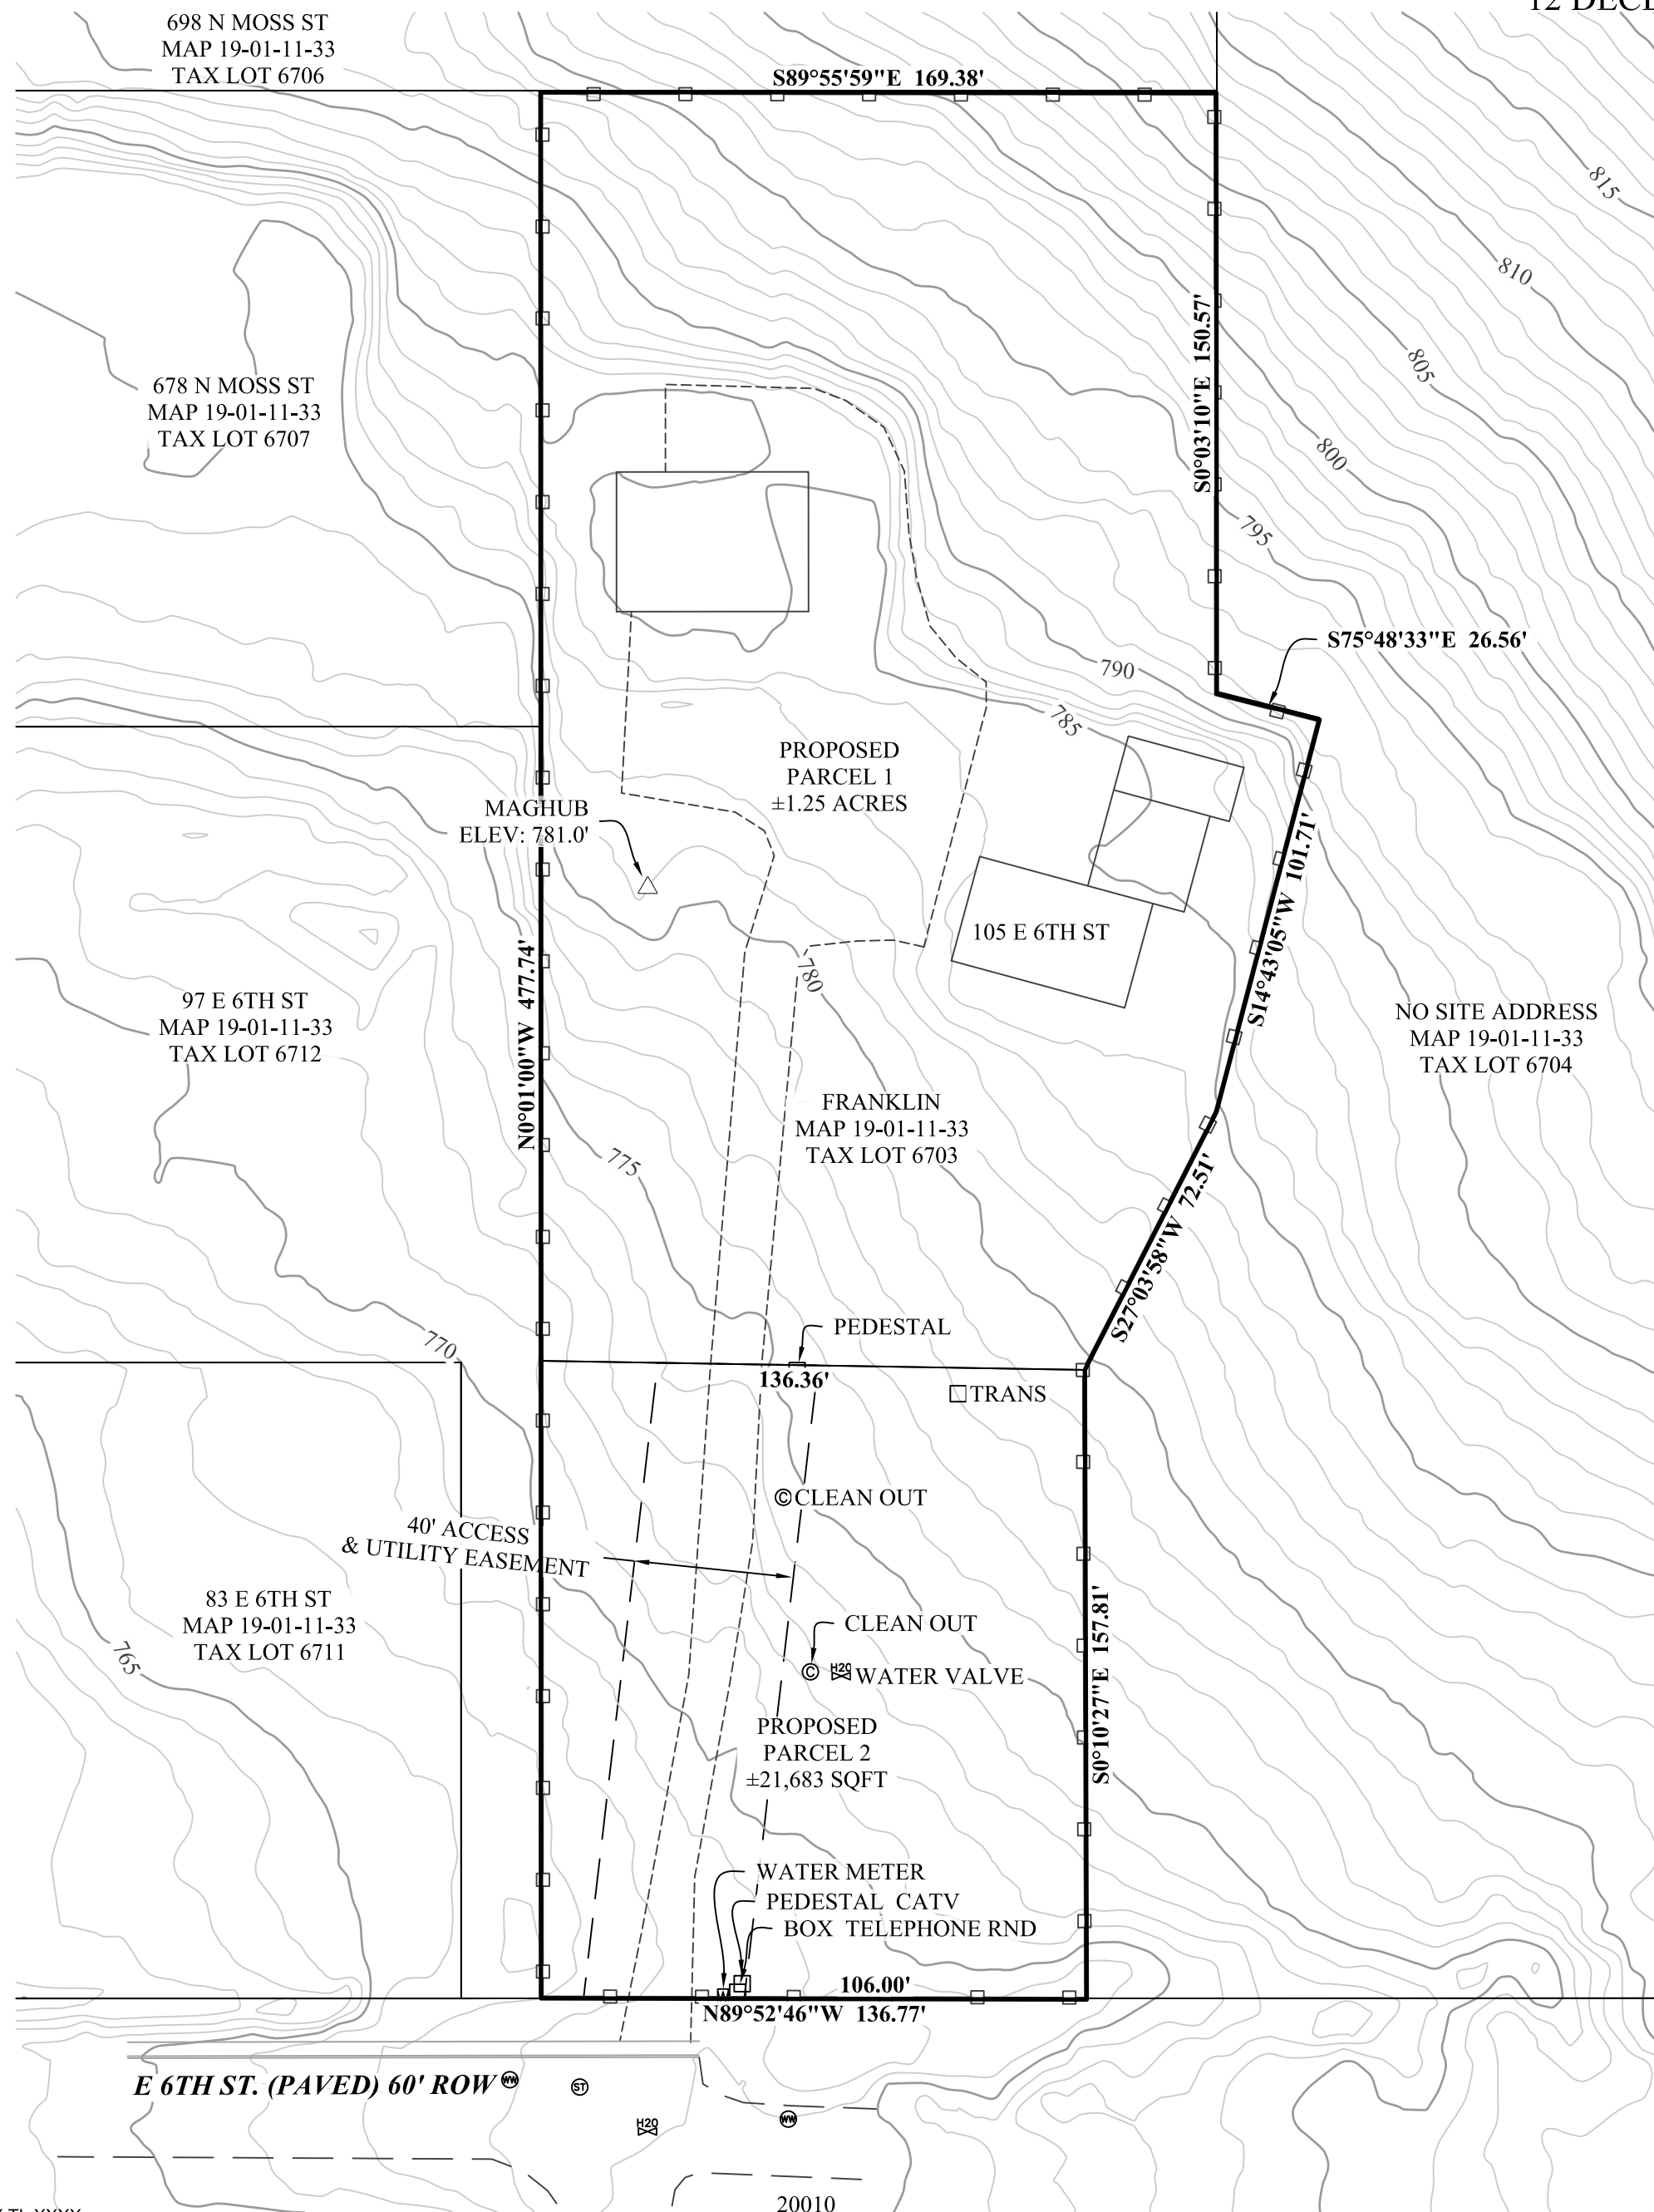 12 DECE
698 N MOSS ST
MAP 19-01-11-33
TAX LOT 6706
S89°55'59"E 169.38'
815
810
S0°03'10"E 150.57'
805
678 N MOSS ST
MAP 19-01-11-33
TAX LOT 6707
800
795
S75°48'33"E 26.56'
790
785
PROPOSED
PARCEL 1
±1.25 ACRES
MAGHUB
ELEV: 781.0'
S14°43'05"W 101.71'
105 E 6TH ST
780
N0°01'00"W 477.74'
97 E 6TH ST
MAP 19-01-11-33
TAX LOT 6712
NO SITE ADDRESS
MAP 19-01-11-33
TAX LOT 6704
FRANKLIN
MAP 19-01-11-33
TAX LOT 6703
775
S27°03'58"W 72.51'
PEDESTAL
770
136.36'
TRANS
©CLEAN OUT
40' ACCESS
& UTILITY EASEMENT
83 E 6TH ST
MAP 19-01-11-33
TAX LOT 6711
765
CLEAN OUT
© H20 WATER VALVE
S0°10'27"E 157.81'
PROPOSED
PARCEL 2
±21,683 SQFT
WATER METER
PEDESTAL CATV
BOX TELEPHONE RND
106.00'
W
N89°52'46"W 136.77'
E 6TH ST. (PAVED) 60' ROW
WW
ST
H20
WW
20010